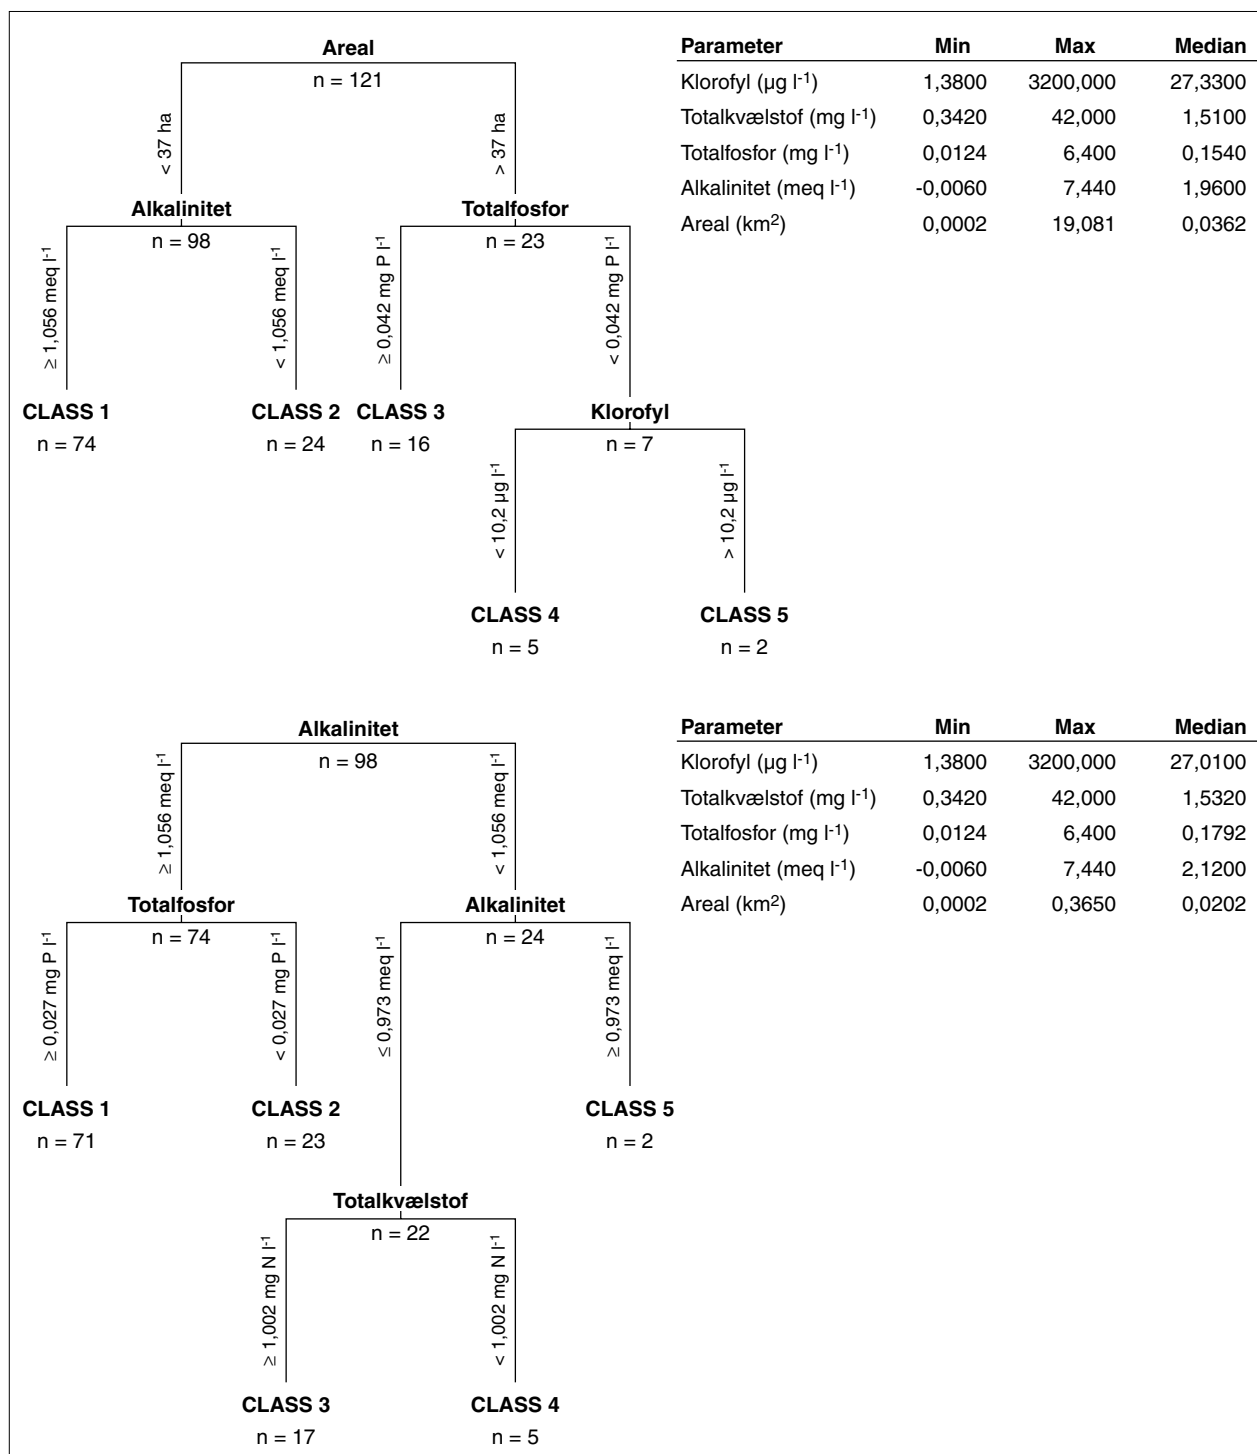 Areal
n = 121
< 37 ha
> 37 ha
Alkalinitet
n = 98
Totalfosfor
n = 23
≥ 1,056 meq l-1
< 1,056 meq l-1
≥ 0,042 mg P l-1
< 0,042 mg P l-1
CLASS 1
n = 74
CLASS 2
n = 24
CLASS 3
n = 16
Klorofyl
n = 7
< 10,2 µg l-1
> 10,2 µg l-1
CLASS 4
n = 5
CLASS 5
n = 2
Parameter Min Max Median
Klorofyl (µg l-1) 1,3800 3200,000 27,3300
Totalkvælstof (mg l-1) 0,3420 42,000 1,5100
Totalfosfor (mg l-1) 0,0124 6,400 0,1540
Alkalinitet (meq l-1) -0,0060 7,440 1,9600
Areal (km2) 0,0002 19,081 0,0362
Alkalinitet
n = 98
≥ 1,056 meq l-1
< 1,056 meq l-1
Totalfosfor
n = 74
Alkalinitet
n = 24
≥ 0,027 mg P l-1
< 0,027 mg P l-1
≤ 0,973 meq l-1
≥ 0,973 meq l-1
CLASS 1
n = 71
CLASS 2
n = 23
CLASS 5
n = 2
Totalkvælstof
n = 22
≥ 1,002 mg N l-1
< 1,002 mg N l-1
CLASS 3
n = 17
CLASS 4
n = 5
Parameter Min Max Median
Klorofyl (µg l-1) 1,3800 3200,000 27,0100
Totalkvælstof (mg l-1) 0,3420 42,000 1,5320
Totalfosfor (mg l-1) 0,0124 6,400 0,1792
Alkalinitet (meq l-1) -0,0060 7,440 2,1200
Areal (km2) 0,0002 0,3650 0,0202